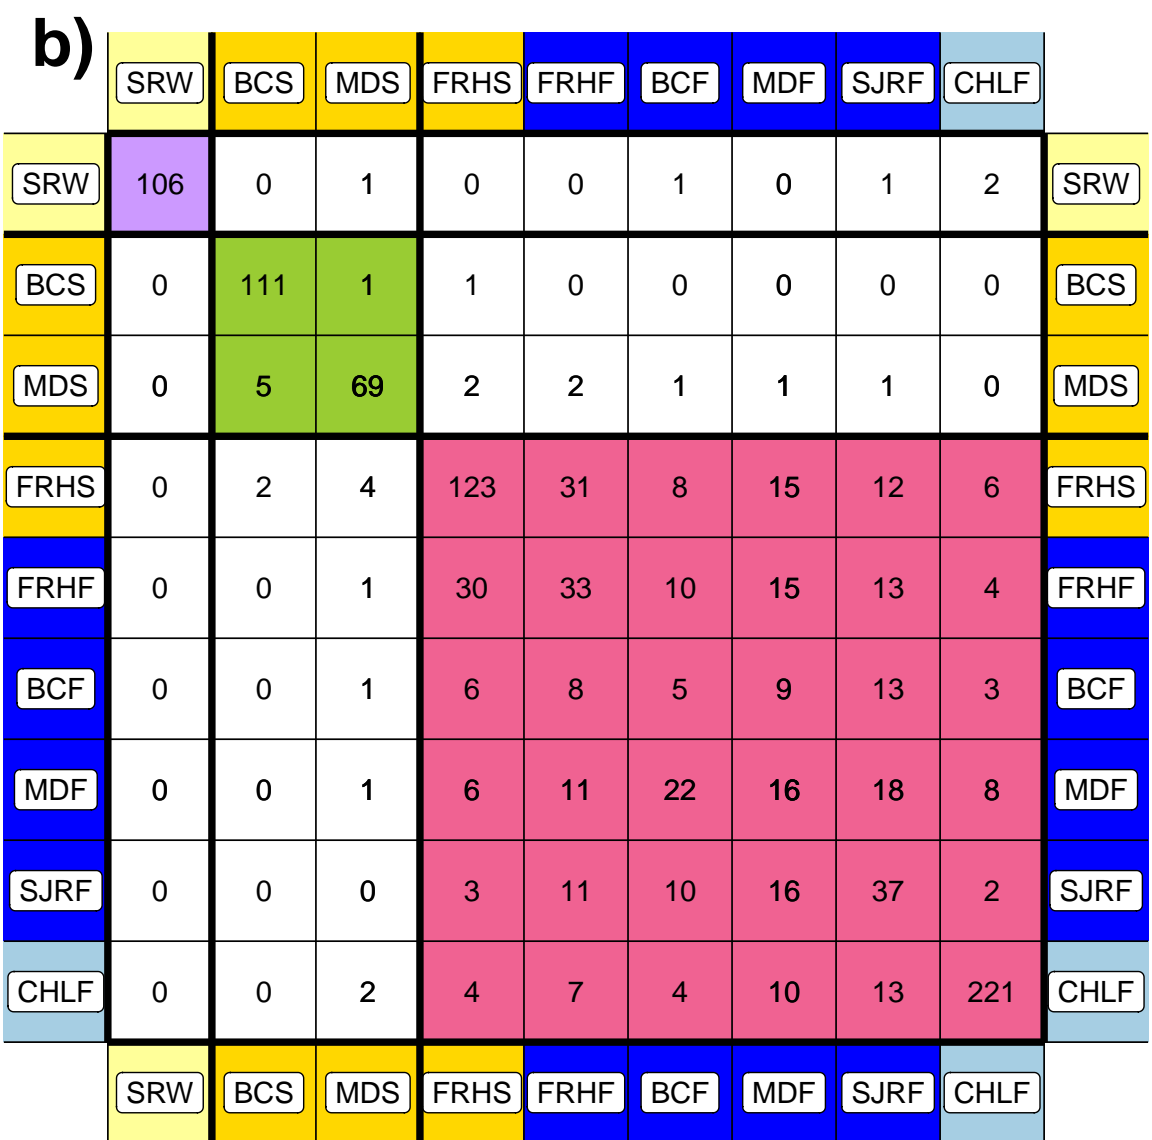 b)
SRW BCS MDS FRHS FRHF BCF MDF SJRF CHLF
SRW 106 0 1 0 0 1 0 1 2 SRW
BCS 0 111 1 1 0 0 0 0 0 BCS
MDS 0 5 69 2 2 1 1 1 0 MDS
FRHS 0 2 4 123 31 8 15 12 6 FRHS
FRHF 0 0 1 30 33 10 15 13 4 FRHF
BCF 0 0 1 6 8 5 9 13 3 BCF
MDF 0 0 1 6 11 22 16 18 8 MDF
SJRF 0 0 0 3 11 10 16 37 2 SJRF
CHLF 0 0 2 4 7 4 10 13 221 CHLF
SRW BCS MDS FRHS FRHF BCF MDF SJRF CHLF